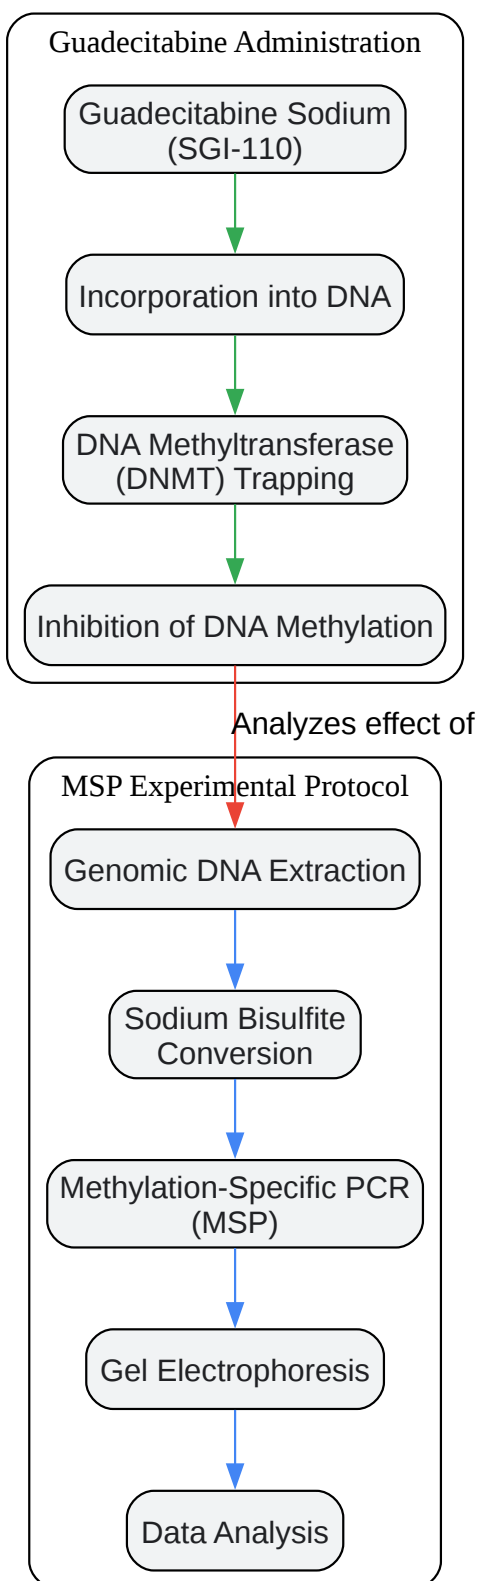 Guadecitabine Administration
Guadecitabine Sodium
(SGI-110)
Incorporation into DNA
DNA Methyltransferase
(DNMT) Trapping
Inhibition of DNA Methylation
Analyzes effect of
MSP Experimental Protocol
Genomic DNA Extraction
Sodium Bisulfite
Conversion
Methylation-Specific PCR
(MSP)
Gel Electrophoresis
Data Analysis